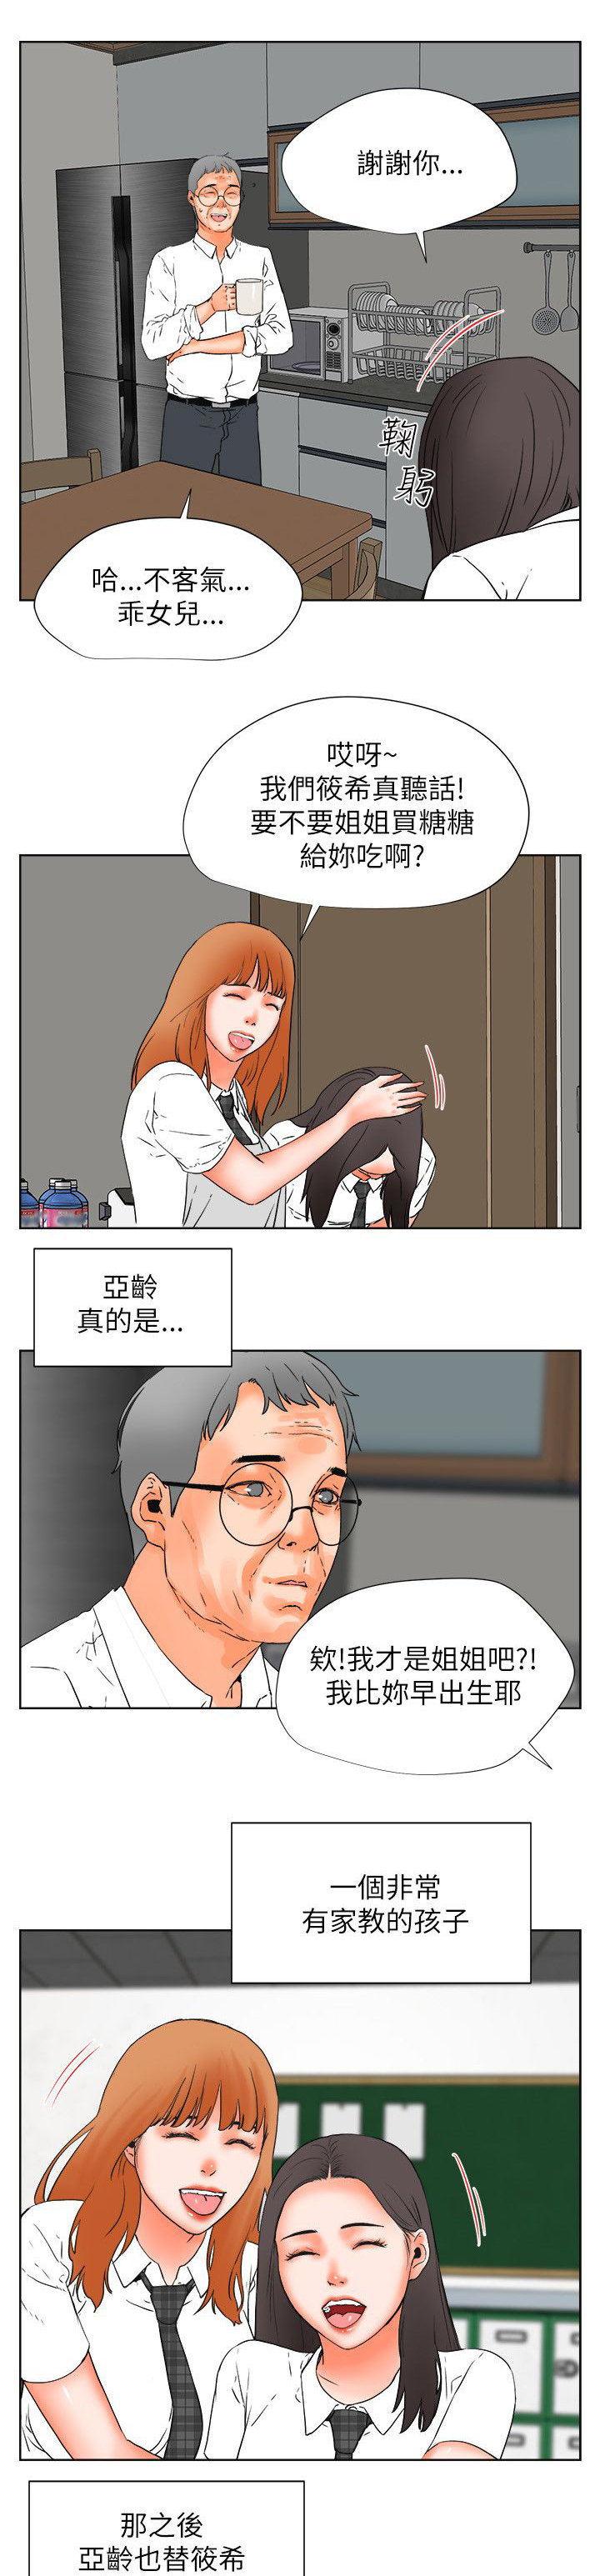 謝謝你...
鞠
躬
哈...不客氣...
乖女兒...
哎呀~
我們筱希真聽話!
要不要姐姐買糖糖
給妳吃啊?
亞齡
真的是...
欸!我才是姐姐吧?!
我比妳早出生耶
一個非常
有家教的孩子
那之後
亞齡也替筱希